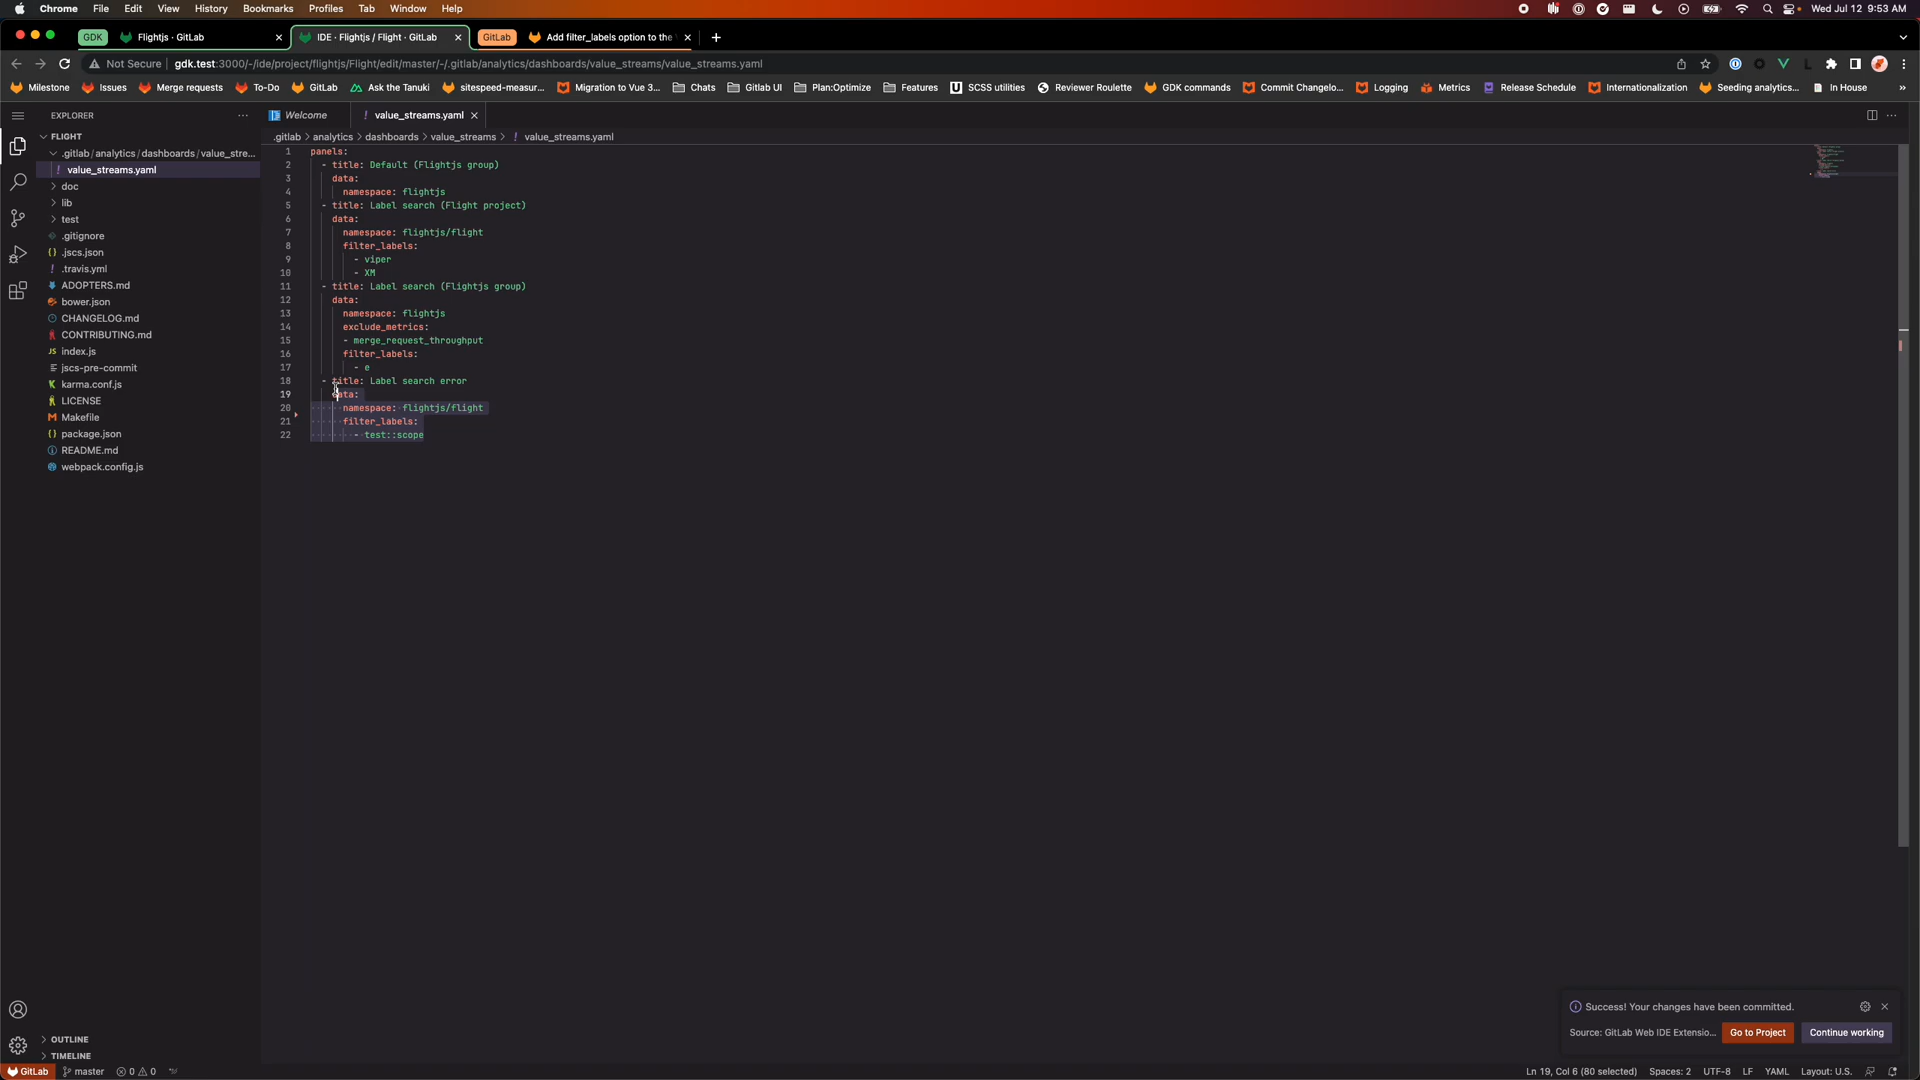 Chrome File Edit View History Bookmarks Profiles Tab Window Help Wed Jul 12 9:53 AM
GDK Flightjs · GitLab IDE · Flightjs / Flight · GitLab GitLab Add filter_labels option to the
Not Secure gdk.test:3000/-/ide/project/flightjs/Flight/edit/master/-/.gitlab/analytics/dashboards/value_streams/value_streams.yaml
Milestone Issues Merge requests To-Do GitLab Ask the Tanuki sitespeed-measur... Migration to Vue 3... Chats Gitlab UI Plan:Optimize Features SCSS utilities Reviewer Roulette GDK commands Commit Changelo... Logging Metrics Release Schedule Internationalization Seeding analytics... In House »
EXPLORER
FLIGHT
.gitlab/analytics/dashboards/value_stre...
! value_streams.yaml
doc
lib
test
.gitignore
{} .jscs.json
! .travis.yml
ADOPTERS.md
bower.json
CHANGELOG.md
CONTRIBUTING.md
JS index.js
jscs-pre-commit
karma.conf.js
LICENSE
Makefile
{} package.json
README.md
webpack.config.js
OUTLINE
TIMELINE
Welcome ! value_streams.yaml
.gitlab > analytics > dashboards > value_streams > ! value_streams.yaml
1 panels:
2 - title: Default (Flightjs group)
3 data:
4 namespace: flightjs
5 - title: Label search (Flight project)
6 data:
7 namespace: flightjs/flight
8 filter_labels:
9 - viper
10 - XM
11 - title: Label search (Flightjs group)
12 data:
13 namespace: flightjs
14 exclude_metrics:
15 - merge_request_throughput
16 filter_labels:
17 - e
18 - title: Label search error
19 data:
20 namespace: flightjs/flight
21 filter_labels:
22 - test::scope
Success! Your changes have been committed.
Source: GitLab Web IDE Extensio... Go to Project Continue working
GitLab master 0 0 Ln 19, Col 6 (80 selected) Spaces: 2 UTF-8 LF YAML Layout: U.S.